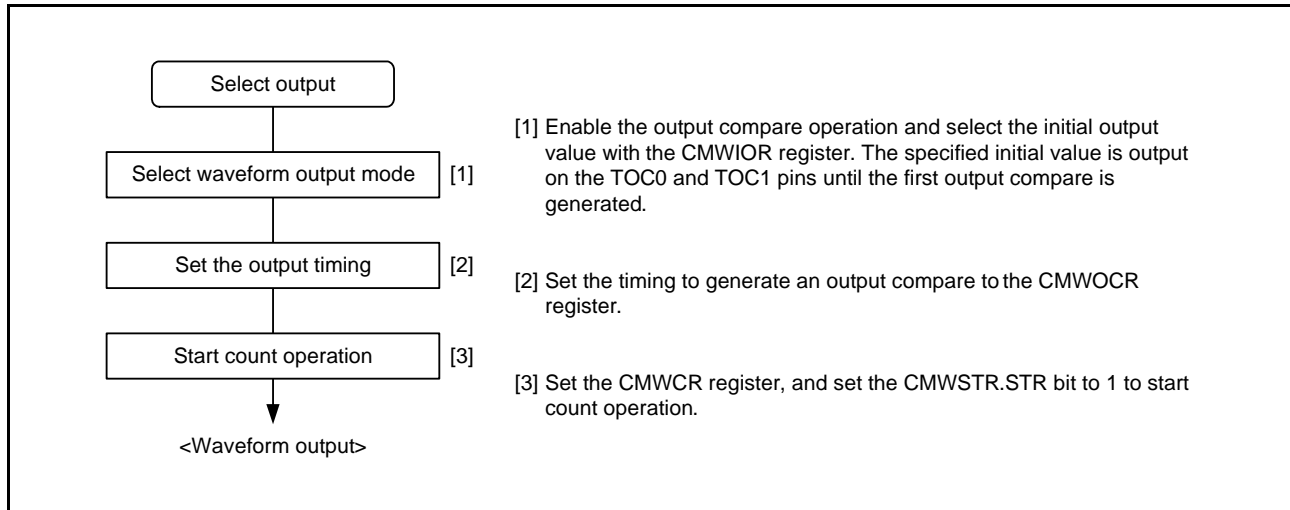 Select output
Select waveform output mode [1]
Set the output timing [2]
Start count operation [3]
<Waveform output>
[1] Enable the output compare operation and select the initial output
value with the CMWIOR register. The specified initial value is output
on the TOC0 and TOC1 pins until the first output compare is
generated.
[2] Set the timing to generate an output compare to the CMWOCR
register.
[3] Set the CMWCR register, and set the CMWSTR.STR bit to 1 to start
count operation.